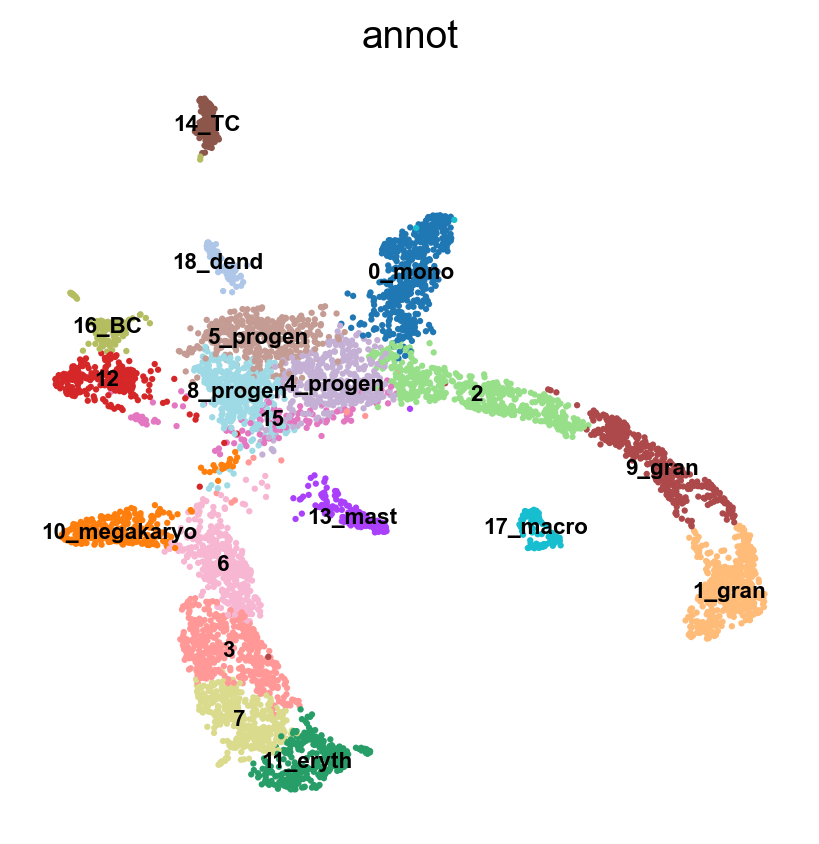 annot
14_TC
18_dend
0_mono
16_BC
5_progen
12
8_progen
4_progen
2
15
9_gran
13_mast
17_macro
10_megakaryo
6
1_gran
3
7
11_eryth